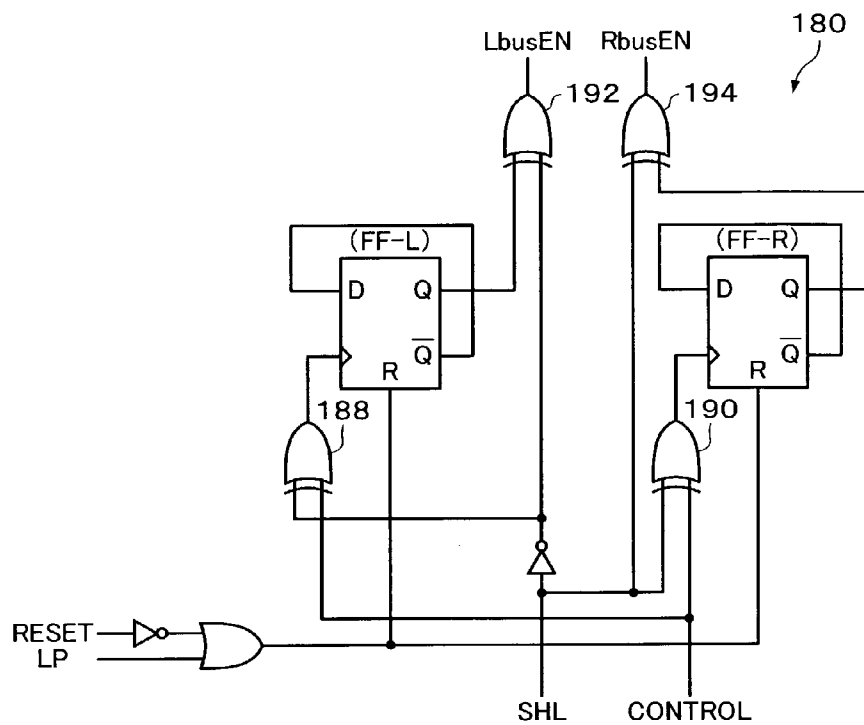 180
LbusEN RbusEN
192 194
(FF-L) (FF-R)
D Q D Q
Q̅ Q̅
R R
188 190
RESET
LP
SHL CONTROL